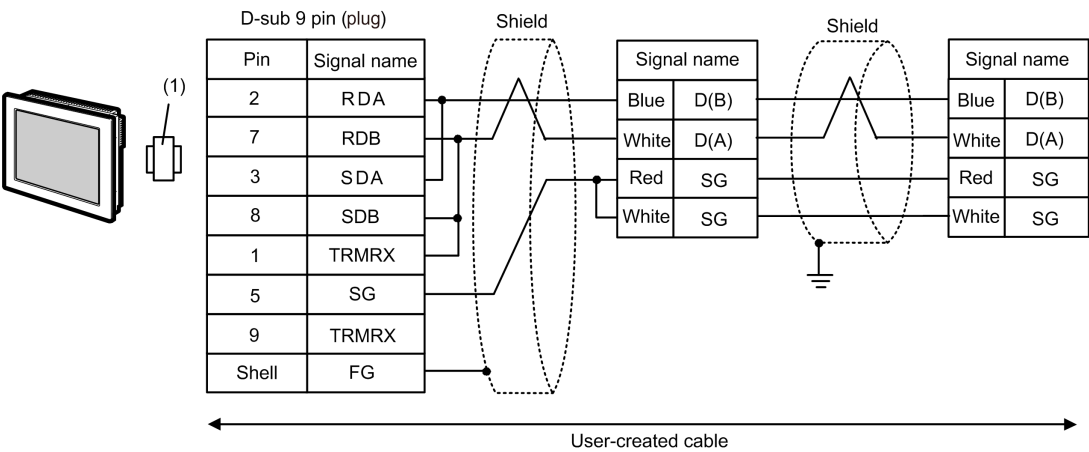 D-sub 9 pin (plug)
Shield
Shield
(1)
Pin Signal name
2 RDA
7 RDB
3 SDA
8 SDB
1 TRMRX
5 SG
9 TRMRX
Shell FG
Signal name
Blue D(B)
White D(A)
Red SG
White SG
Signal name
Blue D(B)
White D(A)
Red SG
White SG
User-created cable